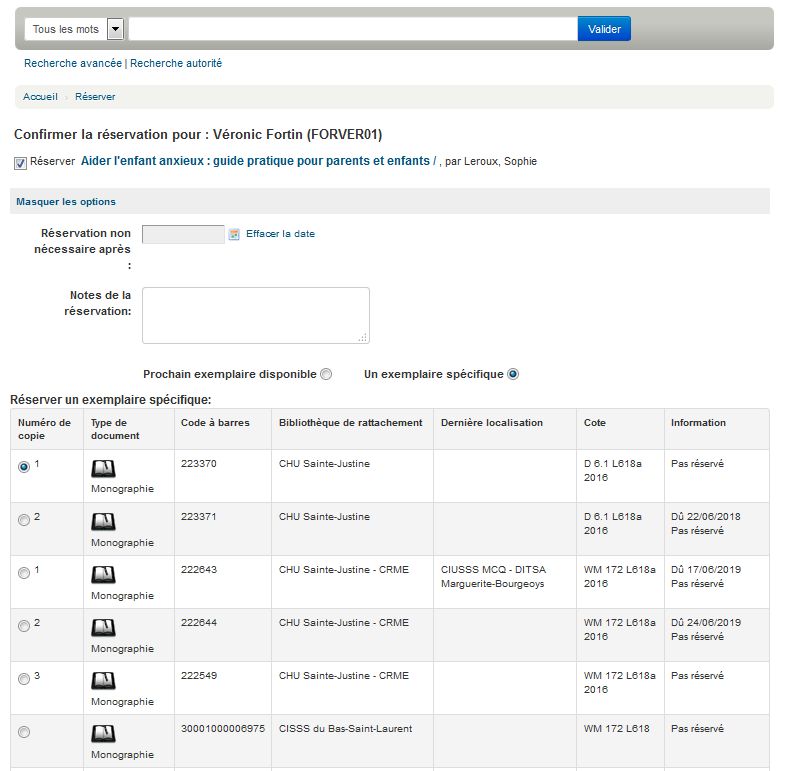 Tous les mots
Valider
Recherche avancée | Recherche autorité
Accueil › Réserver
Confirmer la réservation pour : Véronic Fortin (FORVER01)
Réserver Aider l'enfant anxieux : guide pratique pour parents et enfants / , par Leroux, Sophie
Masquer les options
Réservation non
nécessaire après
:
Effacer la date
Notes de la
réservation:
Prochain exemplaire disponible Un exemplaire spécifique
Réserver un exemplaire spécifique:
Numéro de copie Type de document Code à barres Bibliothèque de rattachement Dernière localisation Cote Information
1 Monographie 223370 CHU Sainte-Justine D 6.1 L618a 2016 Pas réservé
2 Monographie 223371 CHU Sainte-Justine D 6.1 L618a 2016 Dû 22/06/2018 Pas réservé
1 Monographie 222643 CHU Sainte-Justine - CRME CIUSSS MCQ - DITSA Marguerite-Bourgeoys WM 172 L618a 2016 Dû 17/06/2019 Pas réservé
2 Monographie 222644 CHU Sainte-Justine - CRME WM 172 L618a 2016 Dû 24/06/2019 Pas réservé
3 Monographie 222549 CHU Sainte-Justine - CRME WM 172 L618a 2016 Pas réservé
Monographie 30001000006975 CISSS du Bas-Saint-Laurent WM 172 L618 Pas réservé